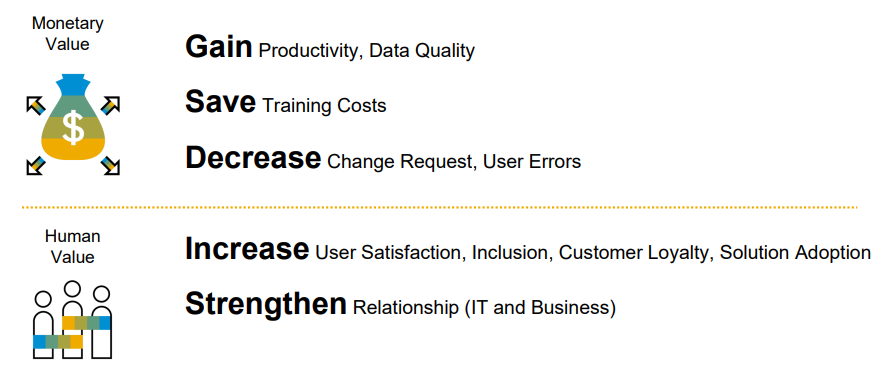 Monetary
Value
Gain Productivity, Data Quality
$
Save Training Costs
Decrease Change Request, User Errors
Human
Value
Increase User Satisfaction, Inclusion, Customer Loyalty, Solution Adoption
Strengthen Relationship (IT and Business)